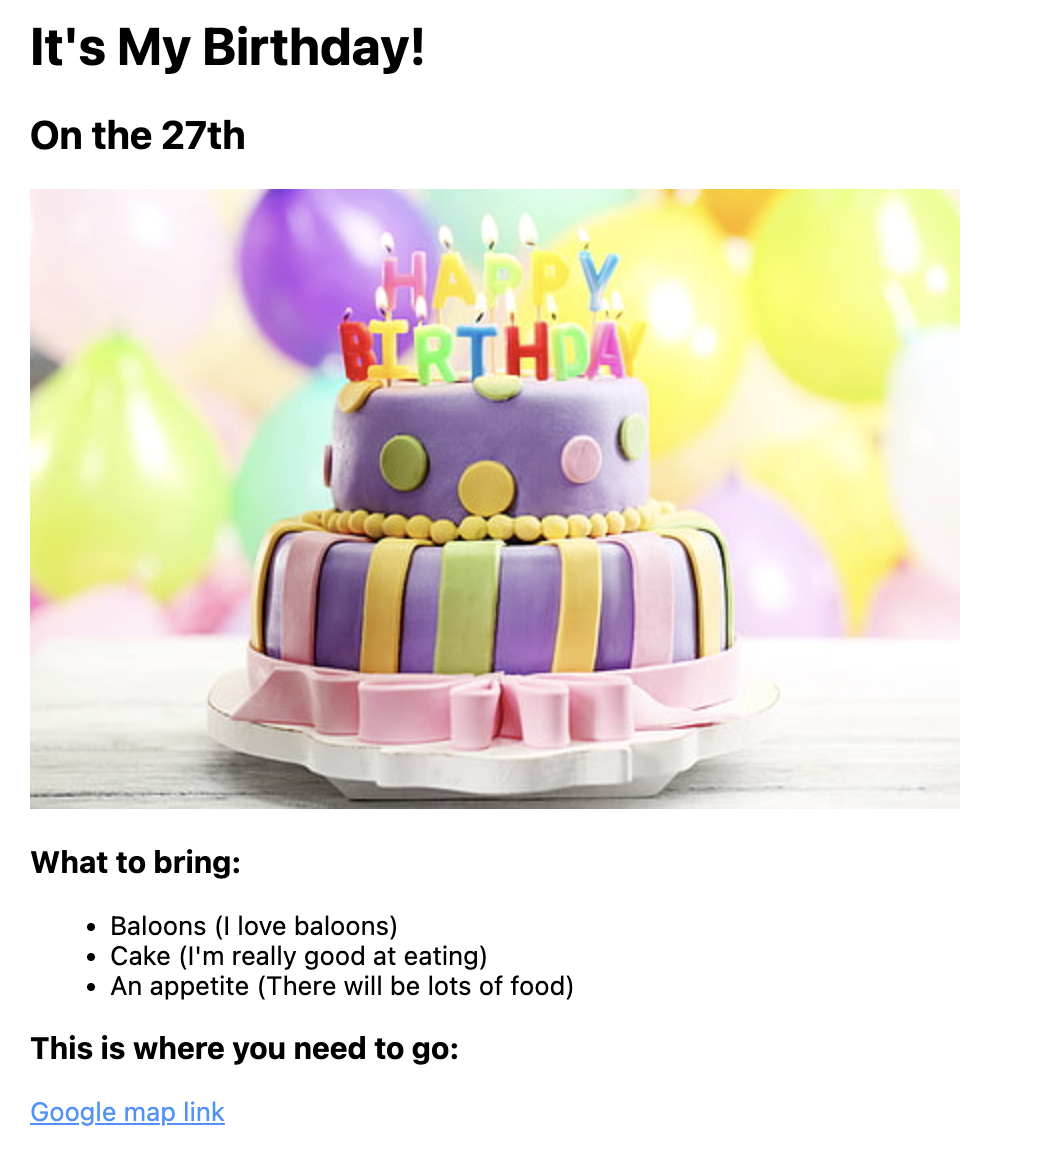 It's My Birthday!
On the 27th
HAPPY
BIRTHDAY
What to bring:
Baloons (I love baloons)
Cake (I'm really good at eating)
An appetite (There will be lots of food)
This is where you need to go:
Google map link